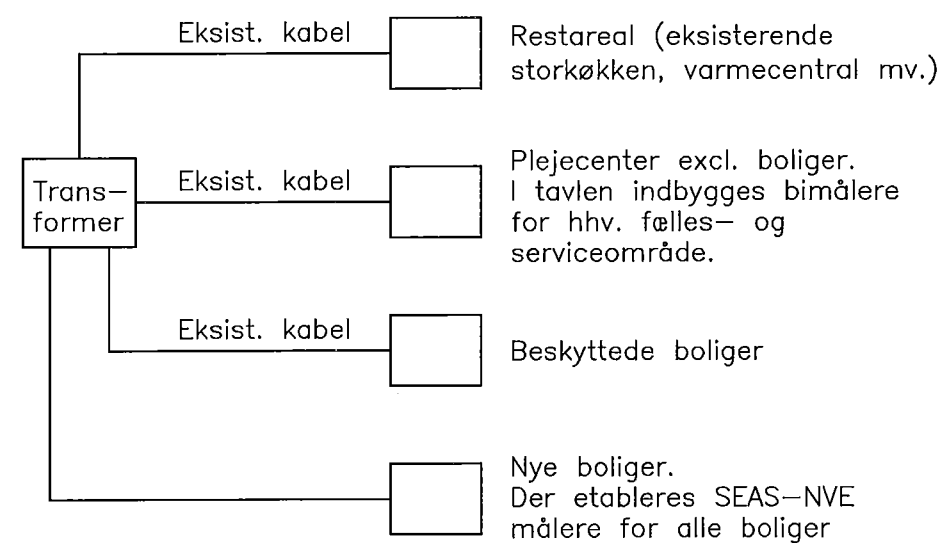 Eksist. kabel
Restareal (eksisterende
storkøkken, varmecentral mv.)
Trans-
former
Eksist. kabel
Plejecenter excl. boliger.
I tavlen indbygges bimålere
for hhv. fælles- og
serviceområde.
Eksist. kabel
Beskyttede boliger
Nye boliger.
Der etableres SEAS-NVE
målere for alle boliger